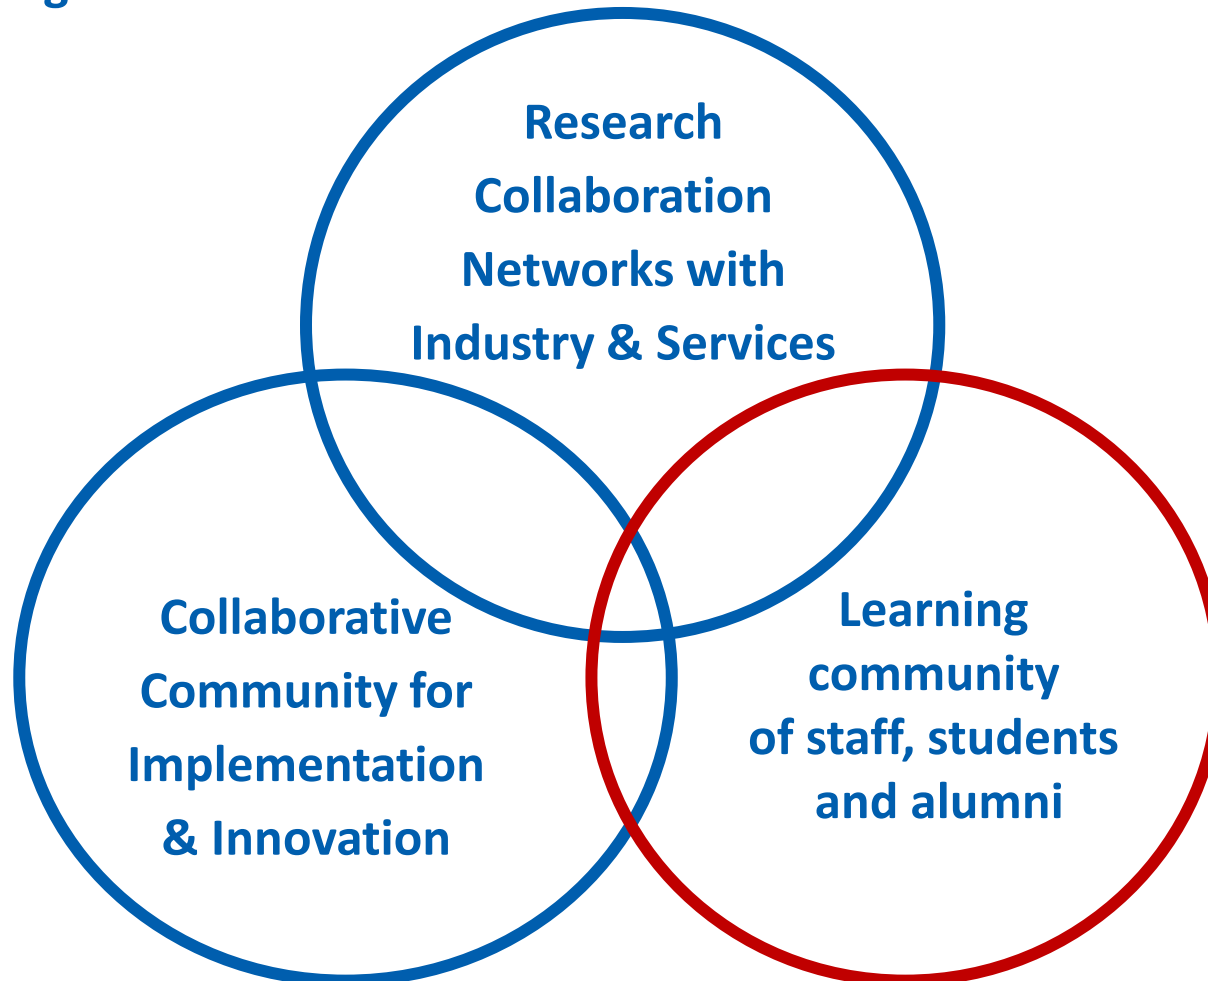 Research
Collaboration
Networks with
Industry & Services
Collaborative
Community for
Implementation
& Innovation
Learning
community
of staff, students
and alumni